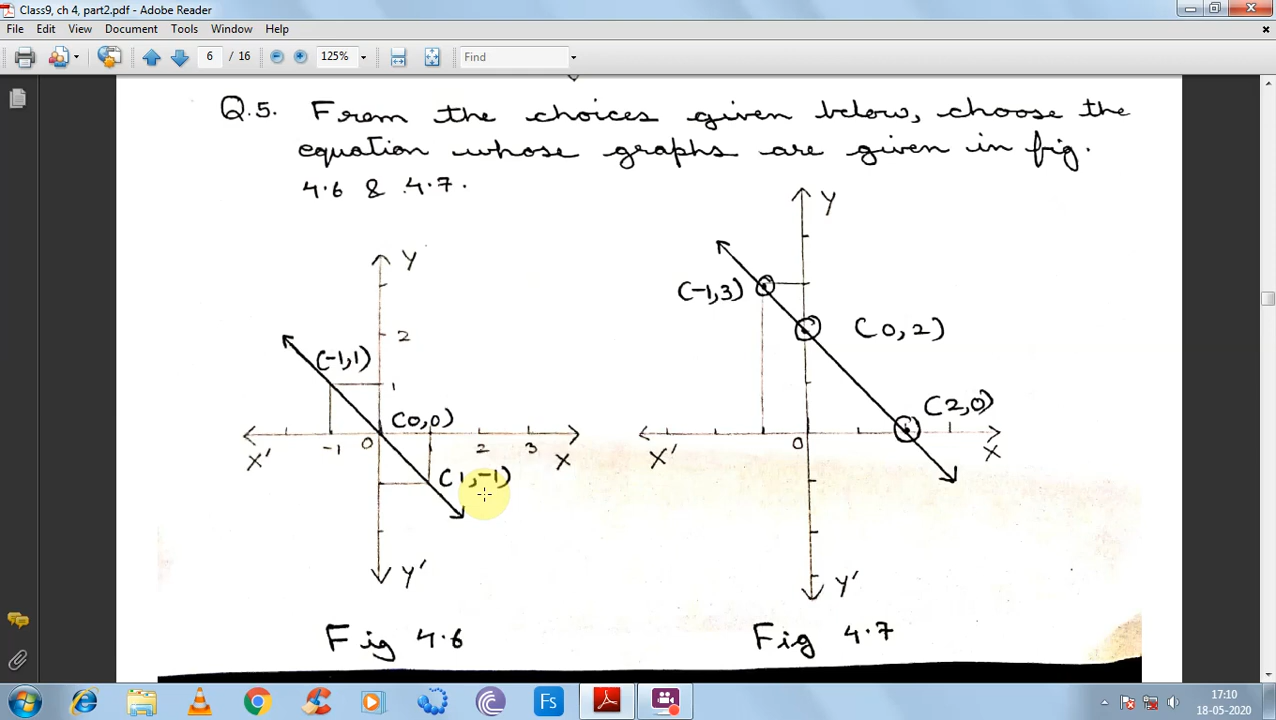 Class9, ch 4, part2.pdf - Adobe Reader
File Edit View Document Tools Window Help
6 / 16 125% Find
Q.5. From the choices given below, choose the
equation whose graphs are given in fig.
4.6 & 4.7.
Y
Y
(-1,3)
(0,2)
2
(-1,1)
1
(0,0)
(2,0)
0
-1
2
3
X'
X
0
X'
X
(1,-1)
Y'
Y'
Fig 4.6
Fig 4.7
Fs
17:10
18-05-2020